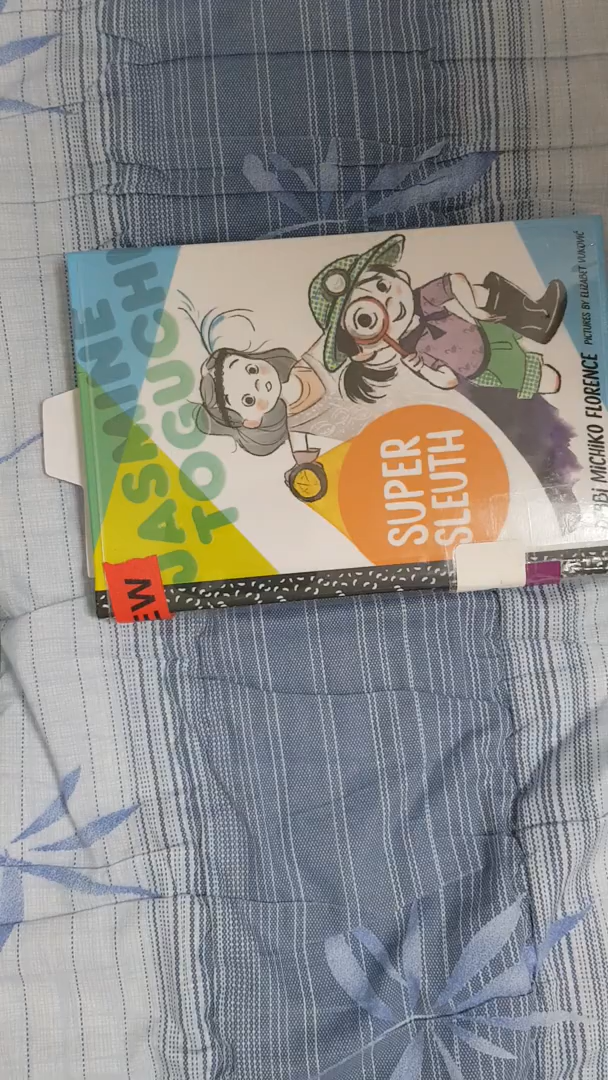 JASMINE
TOGUCHI
SUPER
SLEUTH
MICHIKO FLORENCE PICTURES BY ELIZABET VUKOVIĆ
EW